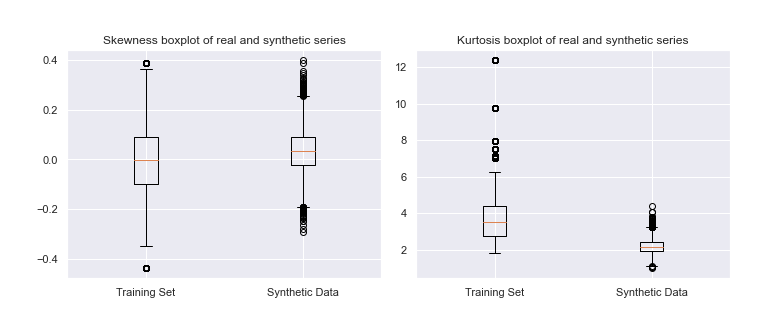 Skewness boxplot of real and synthetic series
0.4
0.2
0.0
−0.2
−0.4
Training Set
Synthetic Data
Kurtosis boxplot of real and synthetic series
12
10
8
6
4
2
Training Set
Synthetic Data